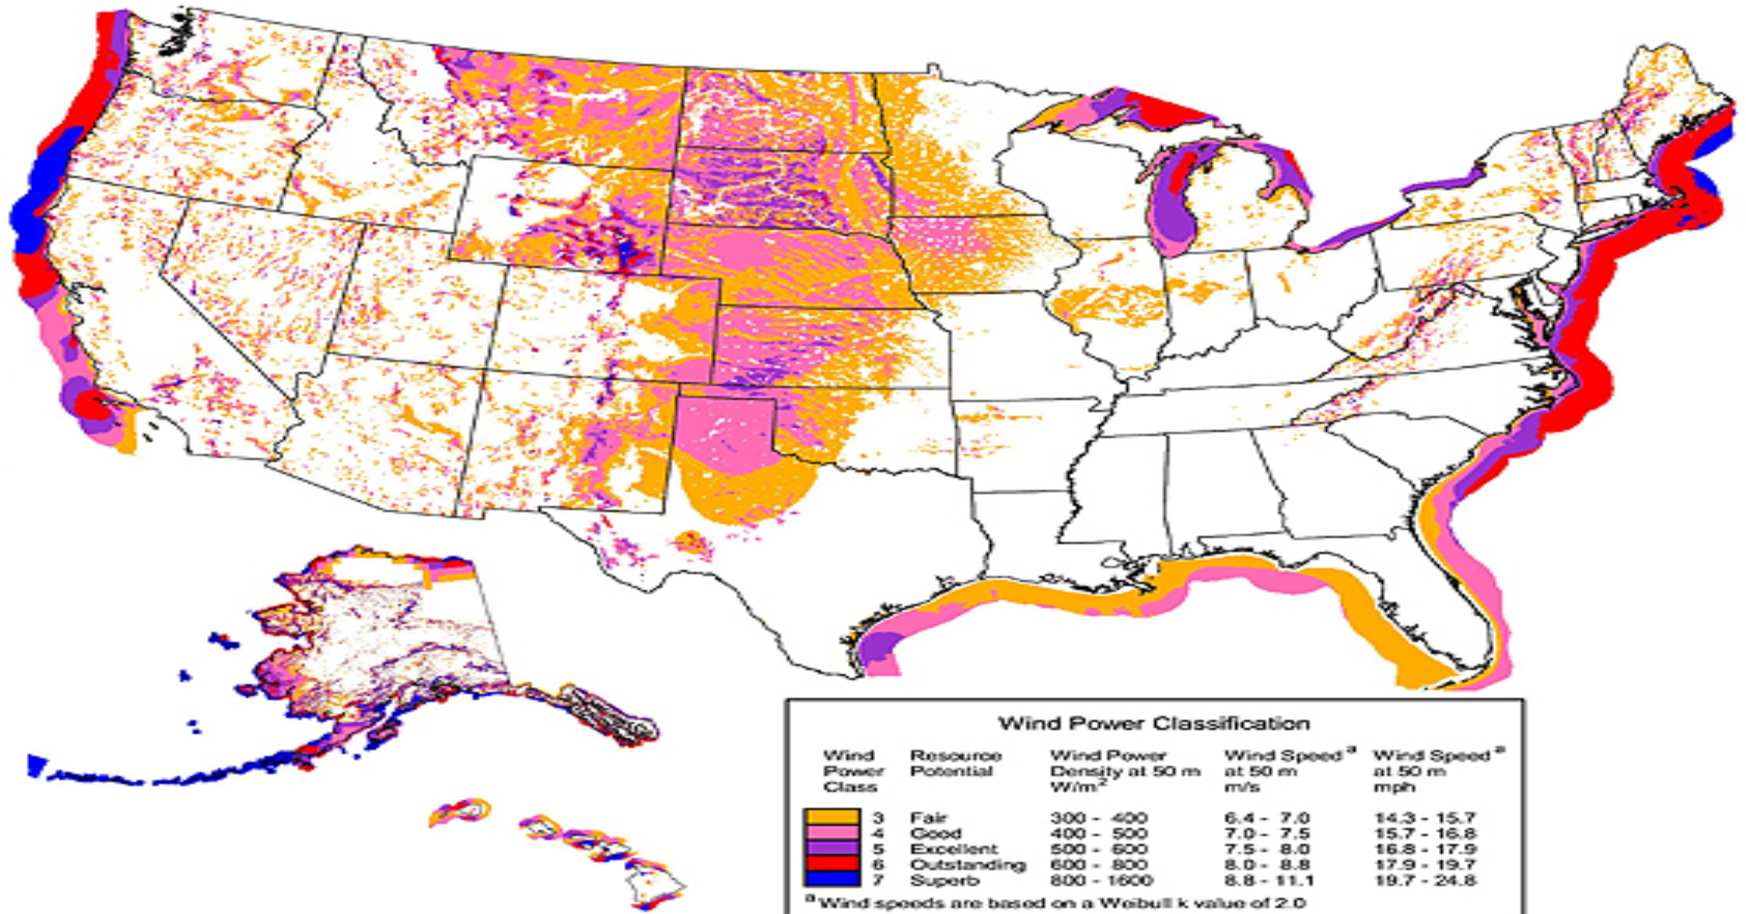 Wind Power Classification
Wind Resource Wind Power Wind Speed a Wind Speed a
Power Potential Density at 50 m at 50 m at 50 m
Class W/m2 m/s mph
3 Fair 300 - 400 6.4 - 7.0 14.3 - 15.7
4 Good 400 - 500 7.0 - 7.5 15.7 - 16.8
5 Excellent 500 - 600 7.5 - 8.0 16.8 - 17.9
6 Outstanding 600 - 800 8.0 - 8.8 17.9 - 19.7
7 Superb 800 - 1600 8.8 - 11.1 19.7 - 24.8
a Wind speeds are based on a Weibull k value of 2.0